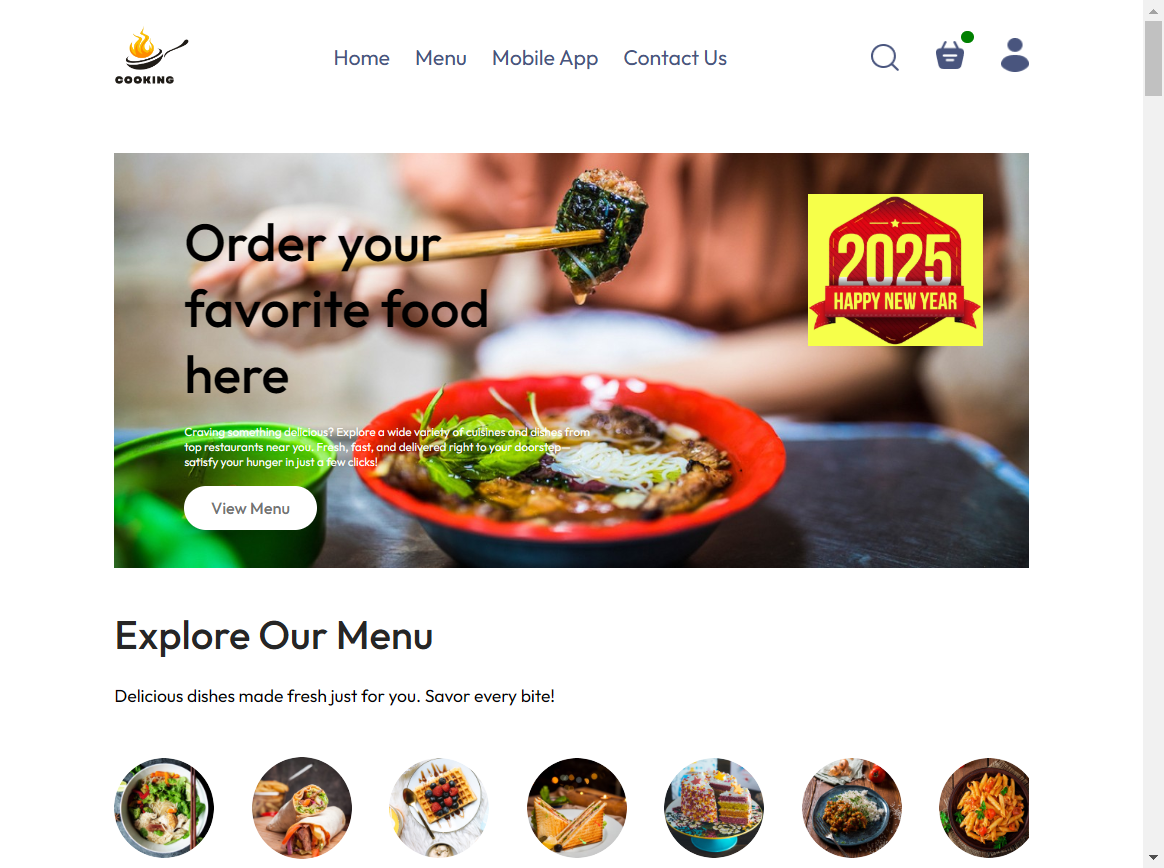 COOKING
Home
Menu
Mobile App
Contact Us
Order your
favorite food
here
2025
HAPPY NEW YEAR
Craving something delicious? Explore a wide variety of cuisines and dishes from
top restaurants near you. Fresh, fast, and delivered right to your doorstep—
satisfy your hunger in just a few clicks!
View Menu
Explore Our Menu
Delicious dishes made fresh just for you. Savor every bite!